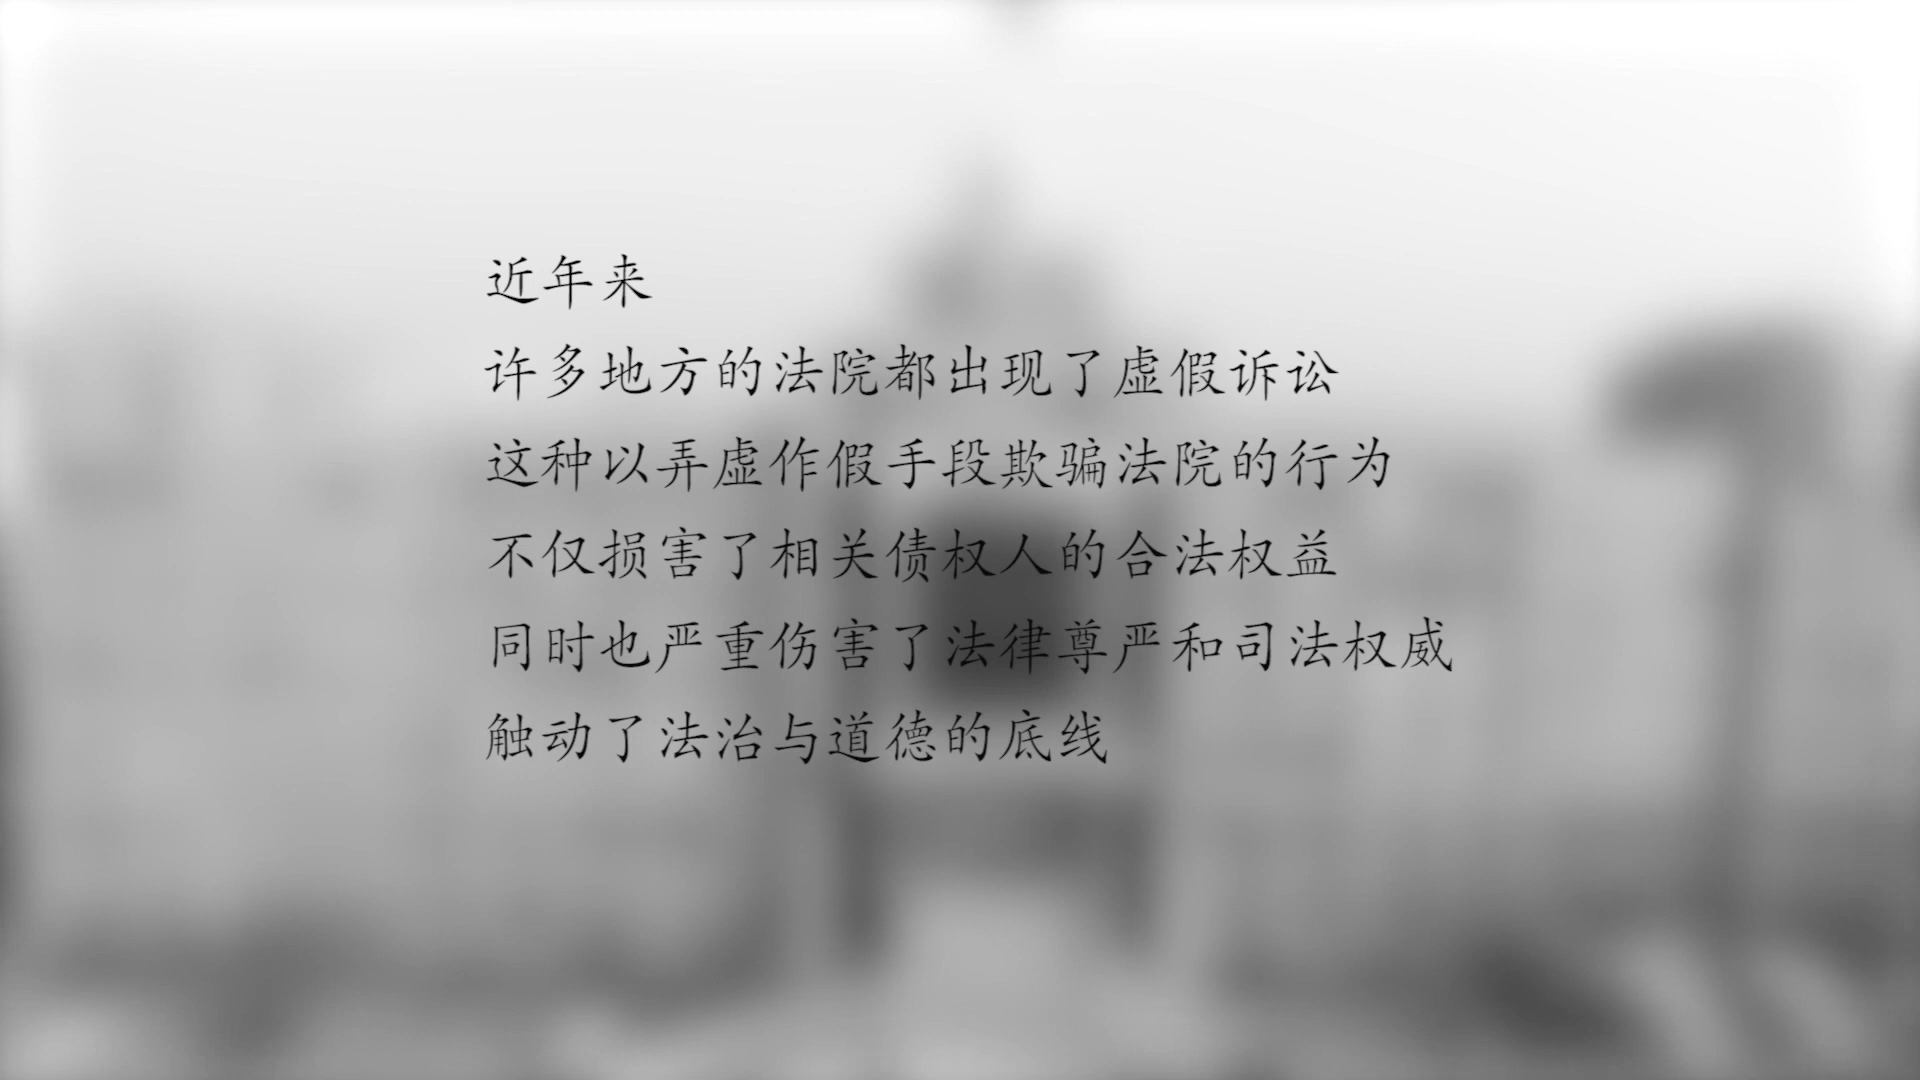 近年来
许多地方的法院都出现了虚假诉讼
这种以弄虚作假手段欺骗法院的行为
不仅损害了相关债权人的合法权益
同时也严重伤害了法律尊严和司法权威
触动了法治与道德的底线